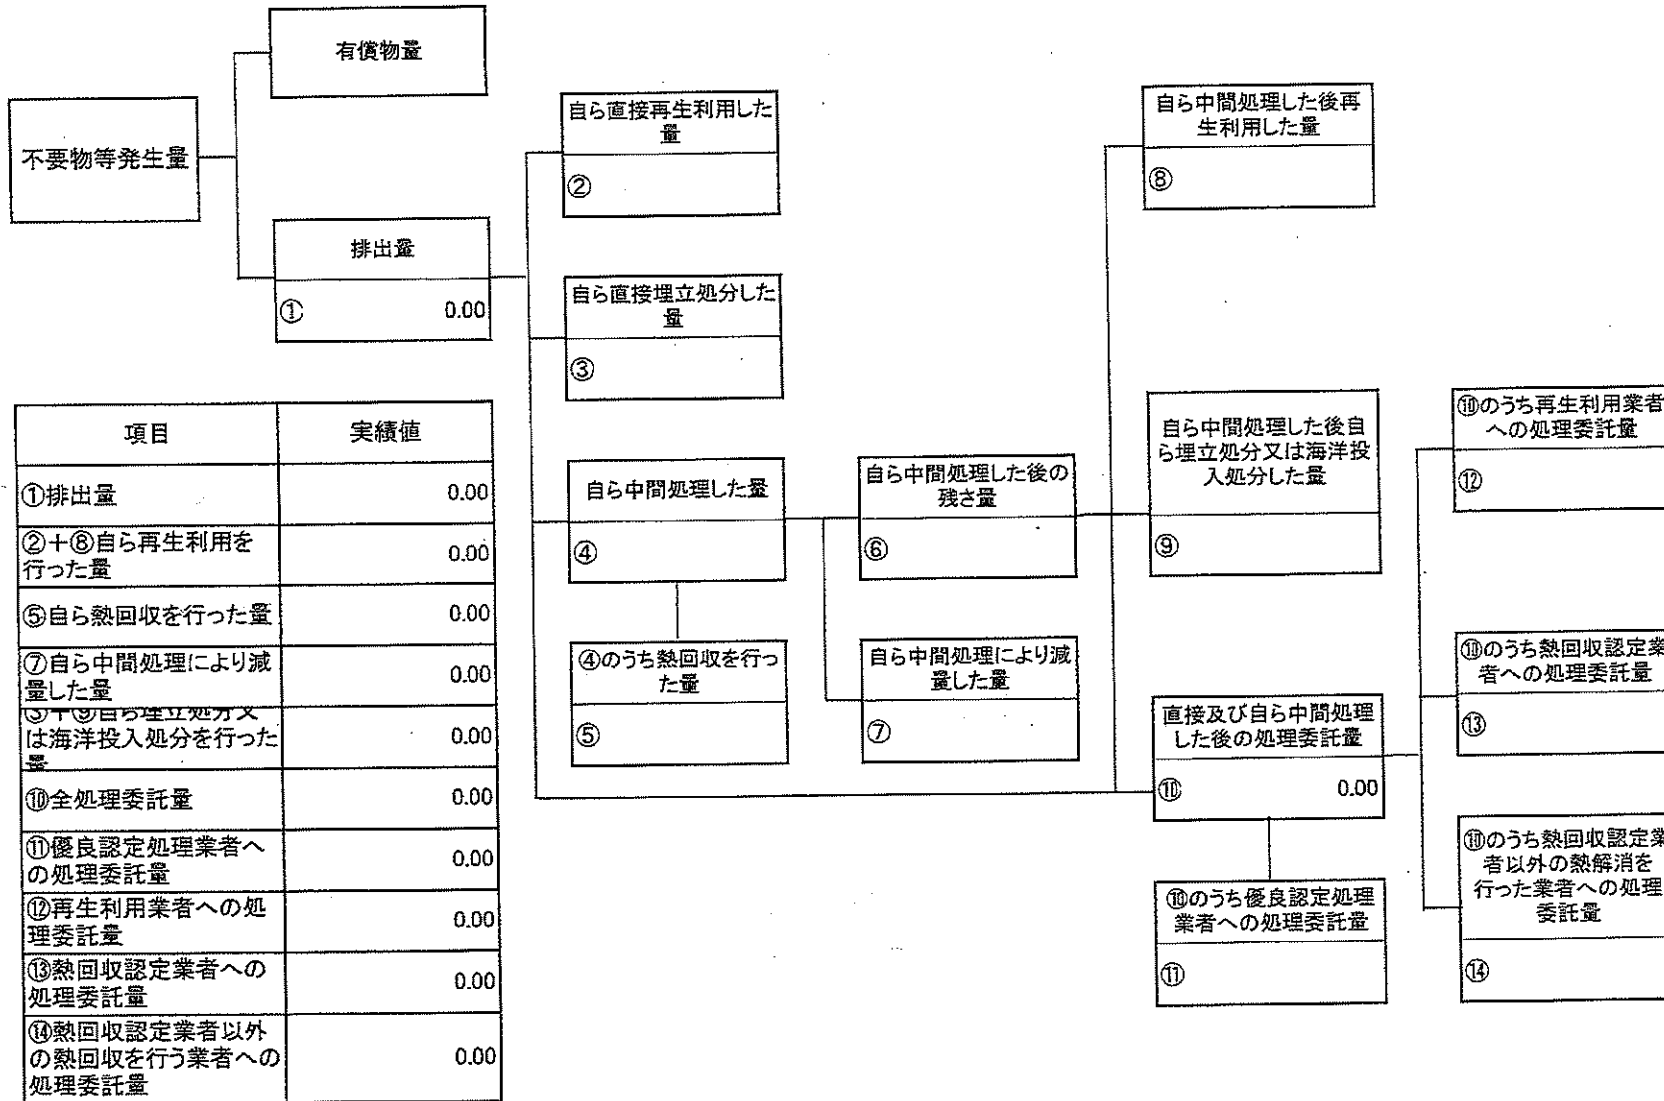 有償物量
不要物等発生量
排出量
① 0.00
自ら直接再生利用した
量
②
自ら直接埋立処分した
量
③
自ら中間処理した量
④
④のうち熱回収を行っ
た量
⑤
自ら中間処理した後の
残さ量
⑥
自ら中間処理により減
量した量
⑦
自ら中間処理した後再
生利用した量
⑧
自ら中間処理した後自
ら埋立処分又は海洋投
入処分した量
⑨
直接及び自ら中間処理
した後の処理委託量
⑩ 0.00
⑩のうち優良認定処理
業者への処理委託量
⑪
⑩のうち再生利用業者
への処理委託量
⑫
⑩のうち熱回収認定業
者への処理委託量
⑬
⑩のうち熱回収認定業
者以外の熱解消を
行った業者への処理
委託量
⑭
項目 実績値
①排出量 0.00
②+⑧自ら再生利用を
行った量 0.00
⑤自ら熱回収を行った量 0.00
⑦自ら中間処理により減
量した量 0.00
③+⑨自ら埋立処分又
は海洋投入処分を行った
量 0.00
⑩全処理委託量 0.00
⑪優良認定処理業者へ
の処理委託量 0.00
⑫再生利用業者への処
理委託量 0.00
⑬熱回収認定業者への
処理委託量 0.00
⑭熱回収認定業者以外
の熱回収を行う業者への
処理委託量 0.00